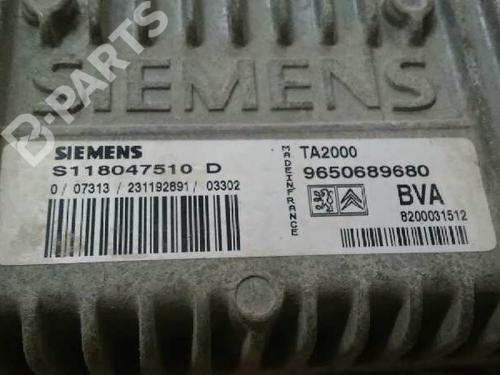 B-PARTS
SIEMENS
SIEMENS
S118047510 D
0 / 07313 / 231192891 / 03302
MADE IN FRANCE
TA2000
9650689680
BVA
8200031512